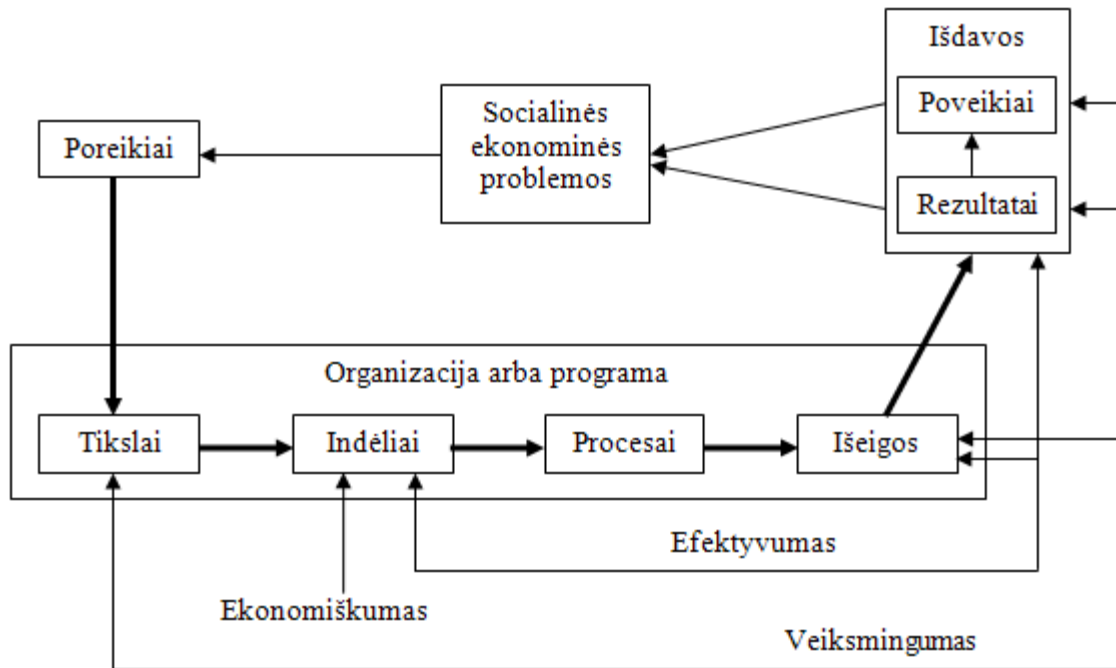 Išdavos
Poveikiai
Rezultatai
Socialinės
ekonominės
problemos
Poreikiai
Organizacija arba programa
Tikslai
Indėliai
Procesai
Išeigos
Efektyvumas
Ekonomiškumas
Veiksmingumas